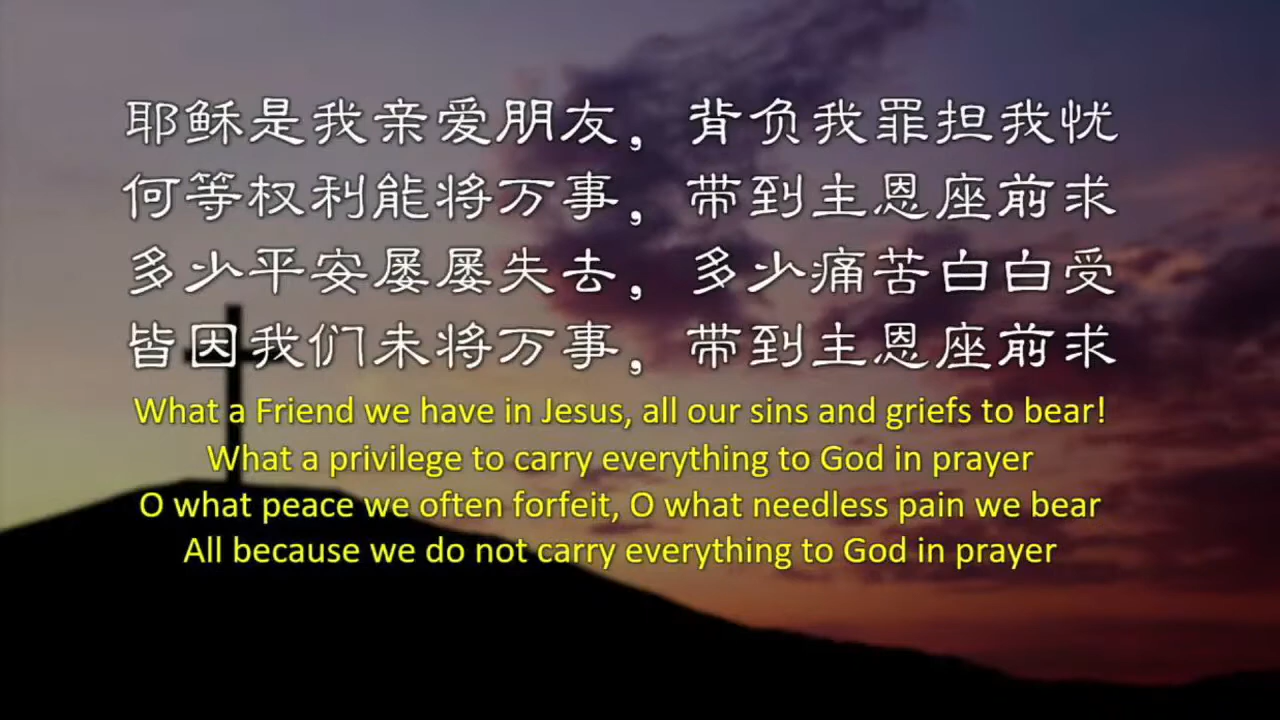 耶稣是我亲爱朋友，背负我罪担我忧
何等权利能将万事，带到主恩座前求
多少平安屡屡失去，多少痛苦白白受
皆因我们未将万事，带到主恩座前求
What a Friend we have in Jesus, all our sins and griefs to bear!
What a privilege to carry everything to God in prayer
O what peace we often forfeit, O what needless pain we bear
All because we do not carry everything to God in prayer